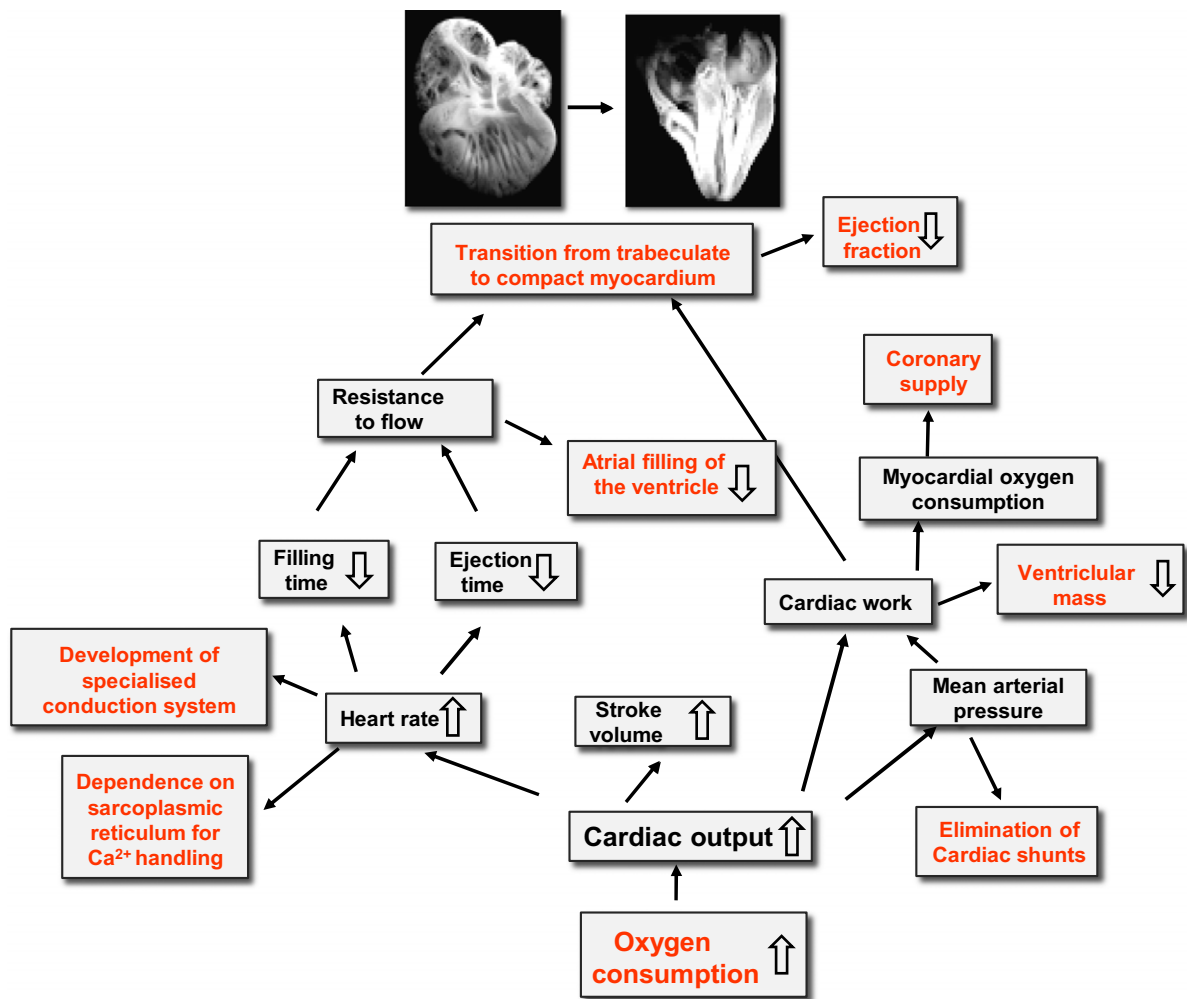 Transition from trabeculate
to compact myocardium
Ejection
fraction
Coronary
supply
Resistance
to flow
Atrial filling of
the ventricle
Myocardial oxygen
consumption
Filling
time
Ejection
time
Cardiac work
Ventriclular
mass
Development of
specialised
conduction system
Heart rate
Stroke
volume
Mean arterial
pressure
Dependence on
sarcoplasmic
reticulum for
Ca²⁺ handling
Cardiac output
Elimination of
Cardiac shunts
Oxygen
consumption